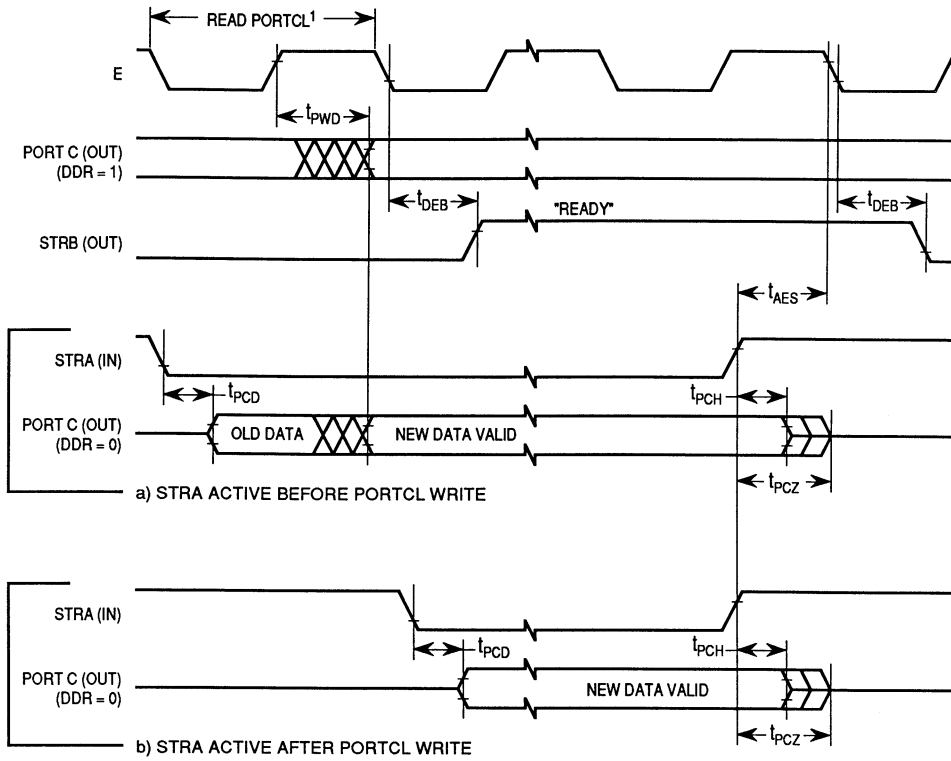 READ PORTCL1
E
tPWD
PORT C (OUT)
(DDR = 1)
tDEB
"READY"
tDEB
STRB (OUT)
tAES
STRA (IN)
tPCD
tPCH
PORT C (OUT)
(DDR = 0)
OLD DATA
NEW DATA VALID
tPCZ
a) STRA ACTIVE BEFORE PORTCL WRITE
STRA (IN)
tPCD
tPCH
PORT C (OUT)
(DDR = 0)
NEW DATA VALID
tPCZ
b) STRA ACTIVE AFTER PORTCL WRITE